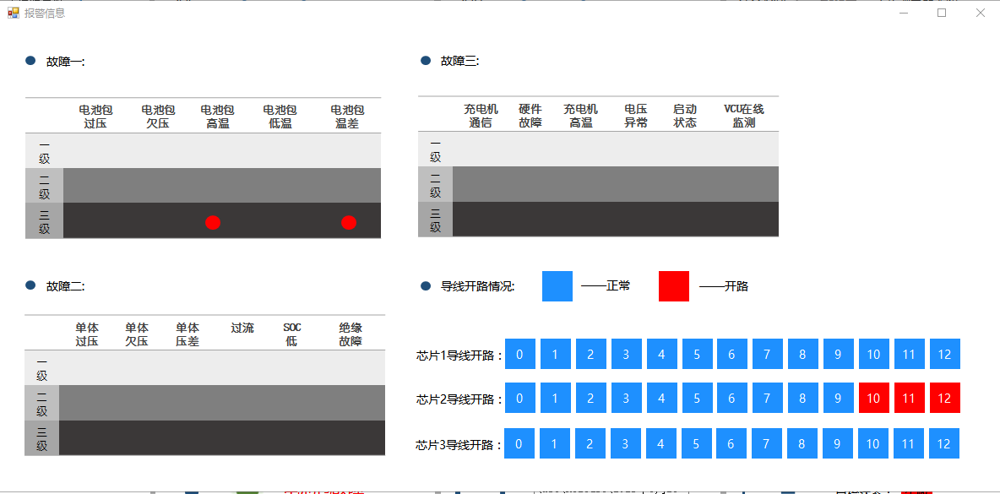 报警信息
故障一:
电池包过压 电池包欠压 电池包高温 电池包低温 电池包温差
一级
二级
三级
故障三:
充电机通信 硬件故障 充电机高温 电压异常 启动状态 VCU在线监测
一级
二级
三级
故障二:
单体过压 单体欠压 单体压差 过流 SOC低 绝缘故障
一级
二级
三级
导线开路情况: ——正常 ——开路
芯片1导线开路： 0 1 2 3 4 5 6 7 8 9 10 11 12
芯片2导线开路： 0 1 2 3 4 5 6 7 8 9 10 11 12
芯片3导线开路： 0 1 2 3 4 5 6 7 8 9 10 11 12